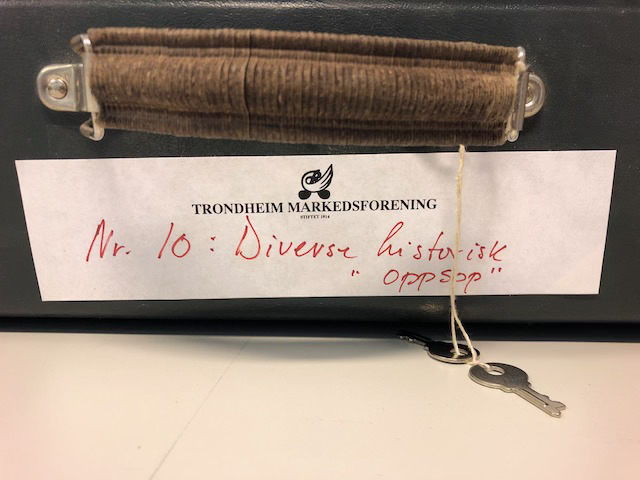 TRONDHEIM MARKEDSFORENING
STIFTET 1914
Nr. 10: Diverse historisk
"oppsop"